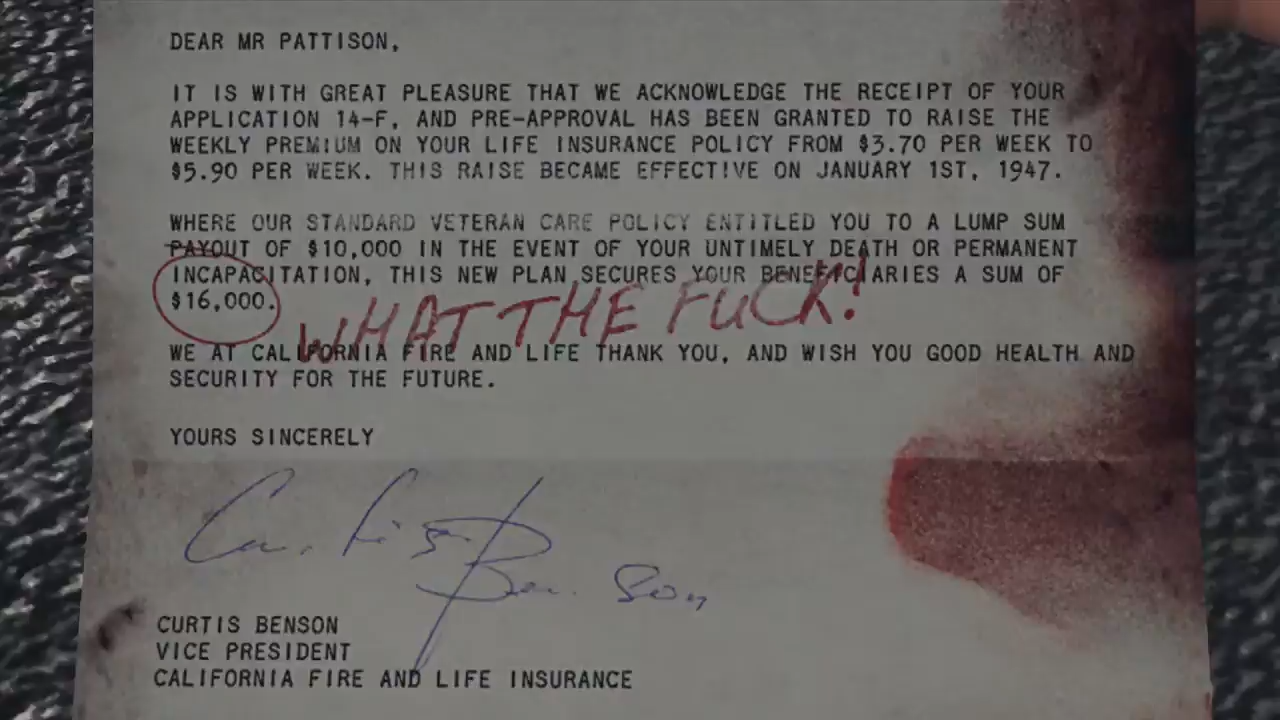 DEAR MR PATTISON,
IT IS WITH GREAT PLEASURE THAT WE ACKNOWLEDGE THE RECEIPT OF YOUR
APPLICATION 14-F, AND PRE-APPROVAL HAS BEEN GRANTED TO RAISE THE
WEEKLY PREMIUM ON YOUR LIFE INSURANCE POLICY FROM $3.70 PER WEEK TO
$5.90 PER WEEK. THIS RAISE BECAME EFFECTIVE ON JANUARY 1ST, 1947.
WHERE OUR STANDARD VETERAN CARE POLICY ENTITLED YOU TO A LUMP SUM
PAYOUT OF $10,000 IN THE EVENT OF YOUR UNTIMELY DEATH OR PERMANENT
INCAPACITATION, THIS NEW PLAN SECURES YOUR BENEFICIARIES A SUM OF
$16,000.
WHAT THE FUCK!
WE AT CALIFORNIA FIRE AND LIFE THANK YOU, AND WISH YOU GOOD HEALTH AND
SECURITY FOR THE FUTURE.
YOURS SINCERELY
Curtis Benson
CURTIS BENSON
VICE PRESIDENT
CALIFORNIA FIRE AND LIFE INSURANCE